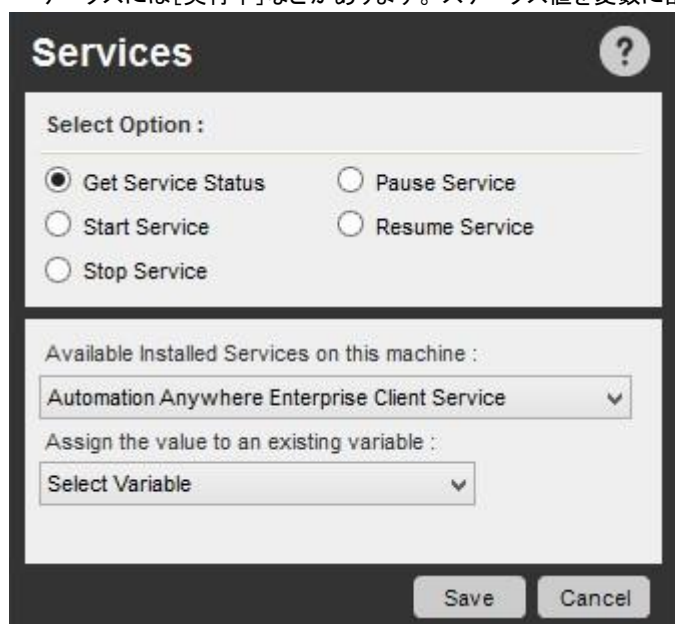 Services
?
Select Option :
Get Service Status
Pause Service
Start Service
Resume Service
Stop Service
Available Installed Services on this machine :
Automation Anywhere Enterprise Client Service
Assign the value to an existing variable :
Select Variable
Save
Cancel